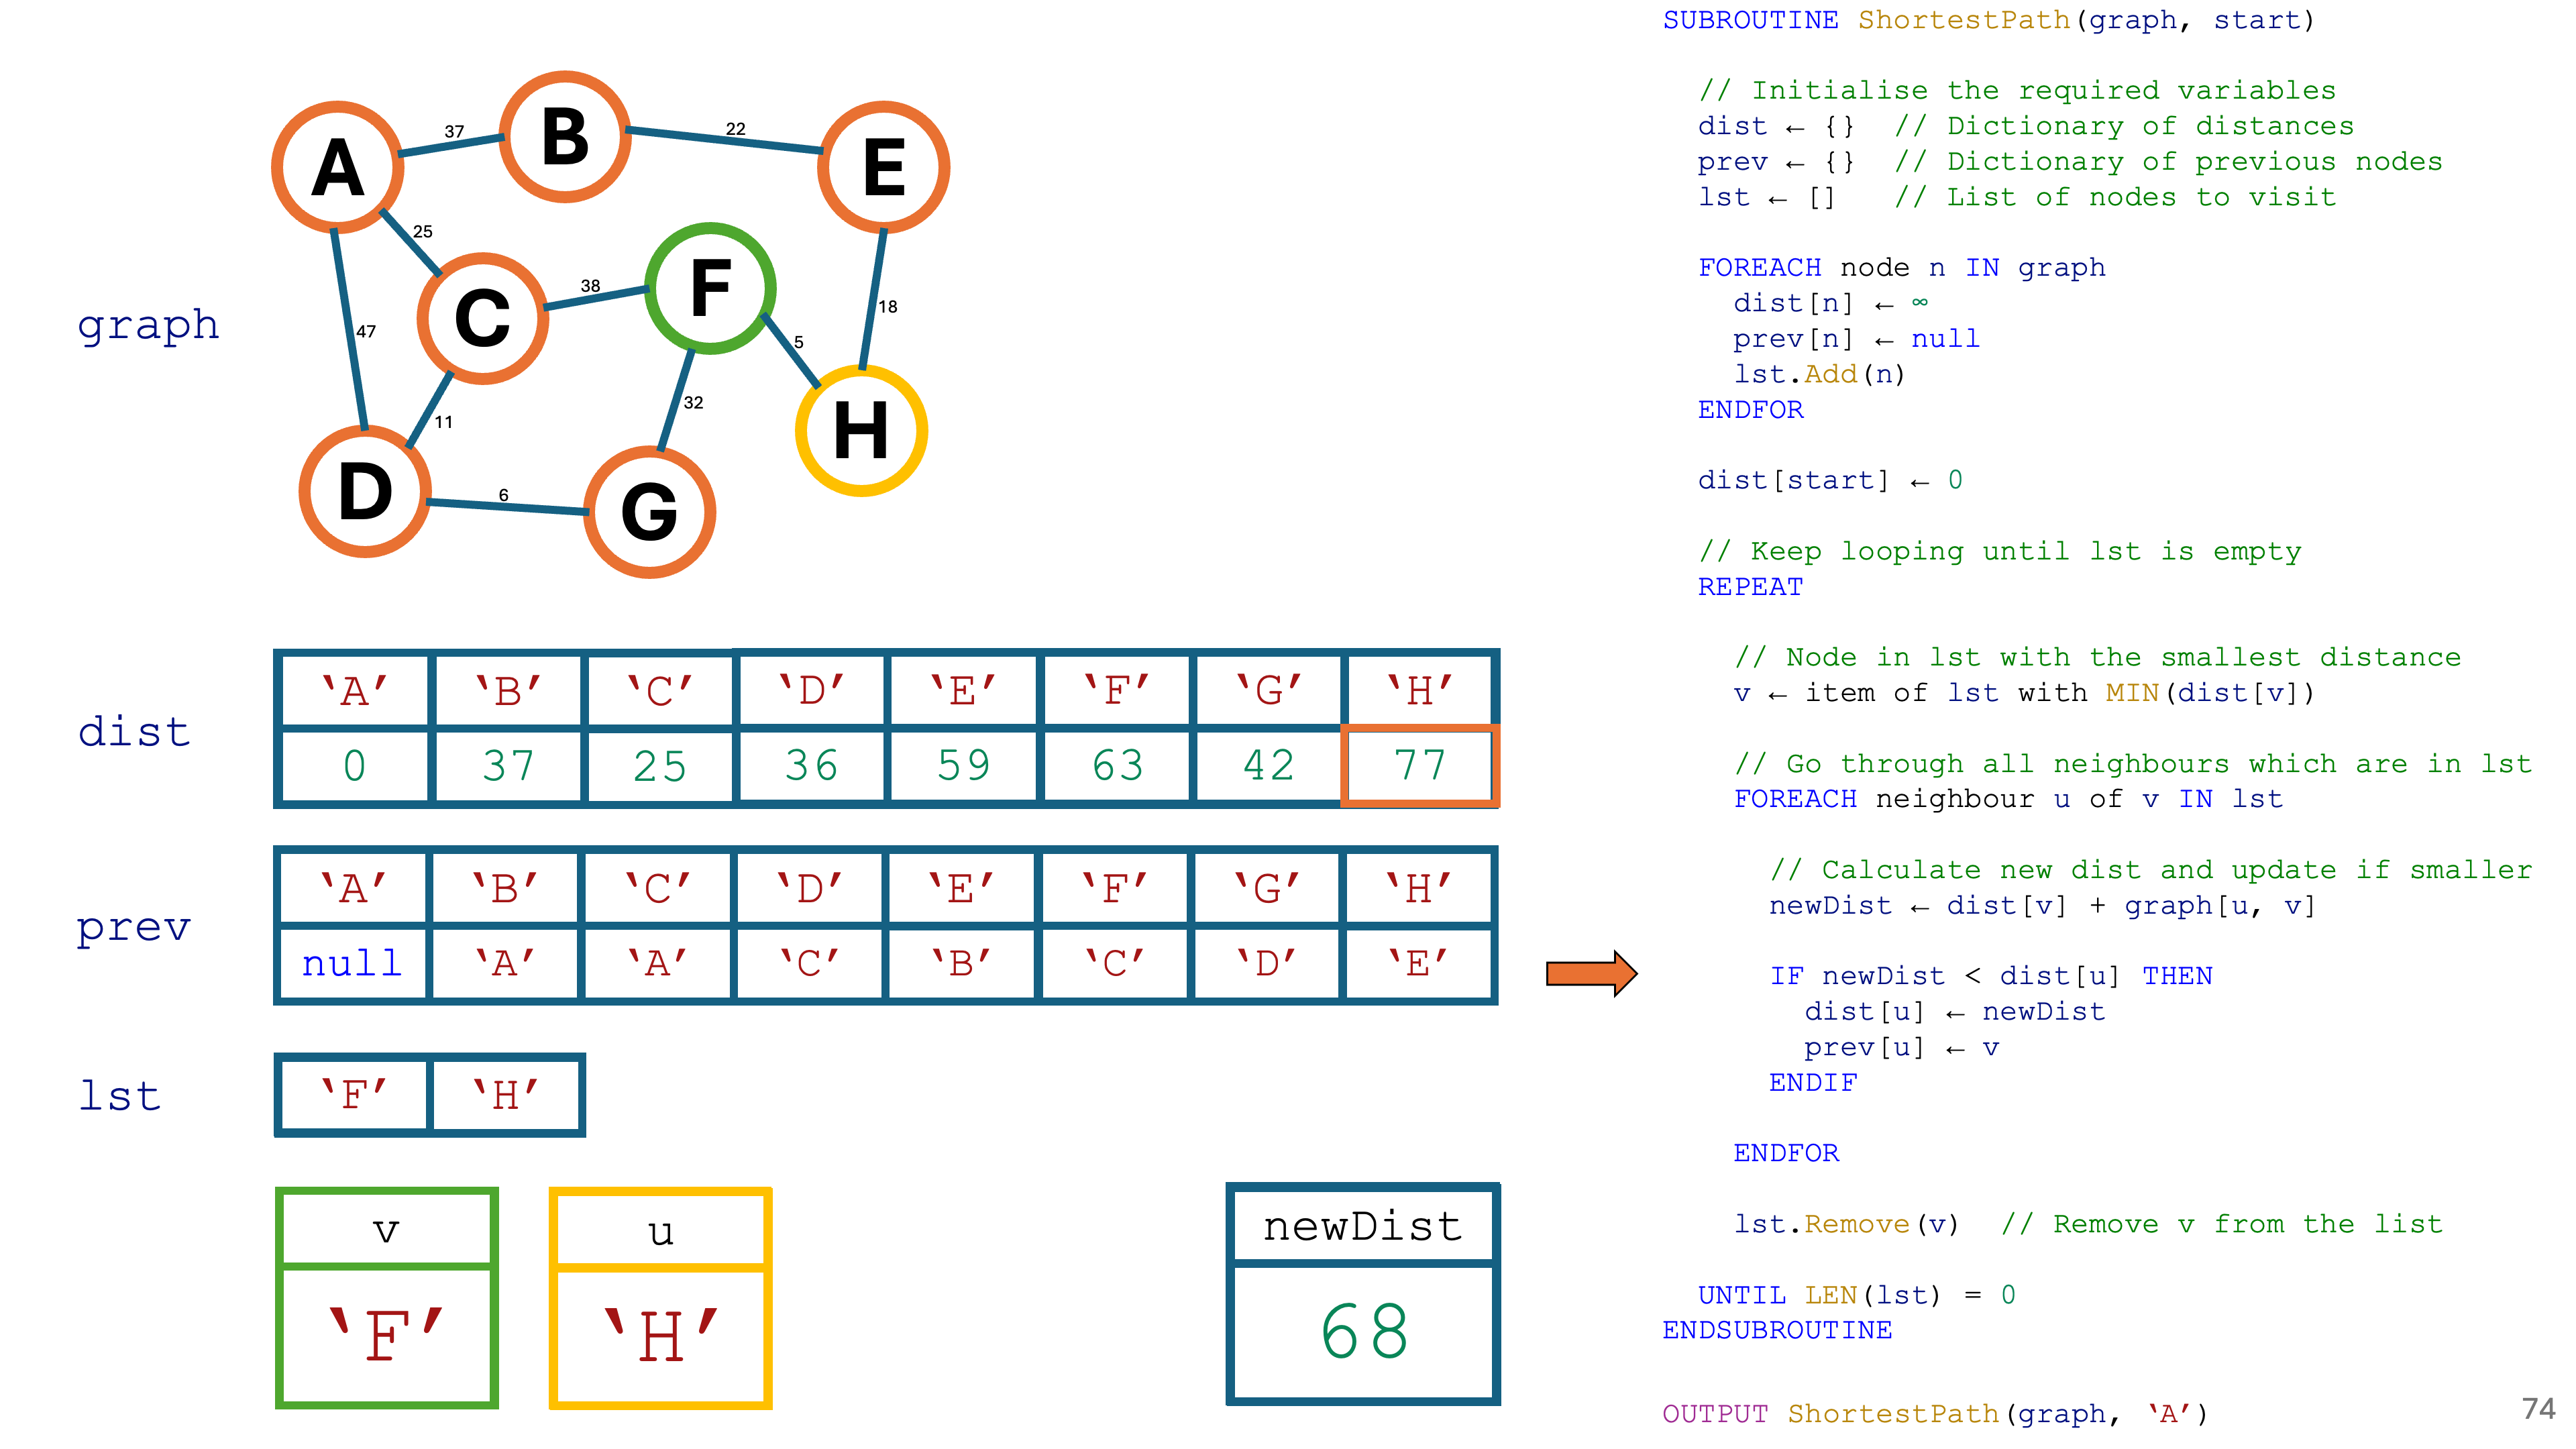 graph
A
B
C
D
E
F
G
H
37
22
25
38
47
18
5
11
32
6
dist
‘A’ ‘B’ ‘C’ ‘D’ ‘E’ ‘F’ ‘G’ ‘H’
0 37 25 36 59 63 42 77
prev
‘A’ ‘B’ ‘C’ ‘D’ ‘E’ ‘F’ ‘G’ ‘H’
null ‘A’ ‘A’ ‘C’ ‘B’ ‘C’ ‘D’ ‘E’
lst
‘F’ ‘H’
v
‘F’
u
‘H’
newDist
68
SUBROUTINE ShortestPath(graph, start)
// Initialise the required variables
dist ← {} // Dictionary of distances
prev ← {} // Dictionary of previous nodes
lst ← [] // List of nodes to visit
FOREACH node n IN graph
dist[n] ← ∞
prev[n] ← null
lst.Add(n)
ENDFOR
dist[start] ← 0
// Keep looping until lst is empty
REPEAT
// Node in lst with the smallest distance
v ← item of lst with MIN(dist[v])
// Go through all neighbours which are in lst
FOREACH neighbour u of v IN lst
// Calculate new dist and update if smaller
newDist ← dist[v] + graph[u, v]
IF newDist < dist[u] THEN
dist[u] ← newDist
prev[u] ← v
ENDIF
ENDFOR
lst.Remove(v) // Remove v from the list
UNTIL LEN(lst) = 0
ENDSUBROUTINE
OUTPUT ShortestPath(graph, ‘A’)
74